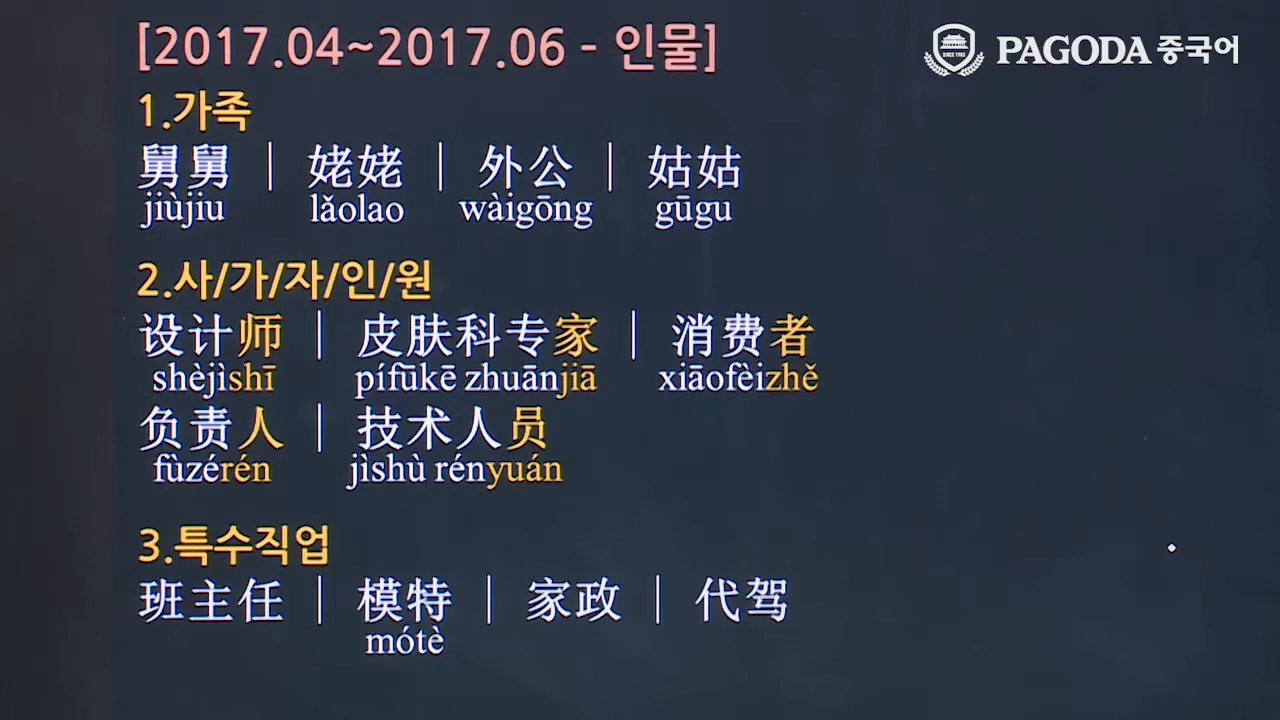 [2017.04~2017.06 - 인물]
SINCE 1983 PAGODA 중국어
1.가족
舅舅 | 姥姥 | 外公 | 姑姑
jiùjiu lǎolao wàigōng gūgu
2.사/가/자/인/원
设计师 | 皮肤科专家 | 消费者
shèjìshī pífūkē zhuānjiā xiāofèizhě
负责人 | 技术人员
fùzérén jìshù rényuán
3.특수직업
班主任 | 模特 | 家政 | 代驾
mótè